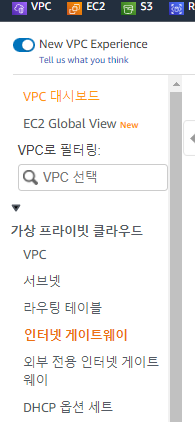 VPC EC2 S3
New VPC Experience
Tell us what you think
VPC 대시보드
EC2 Global View New
VPC로 필터링:
VPC 선택
가상 프라이빗 클라우드
VPC
서브넷
라우팅 테이블
인터넷 게이트웨이
외부 전용 인터넷 게이트
웨이
DHCP 옵션 세트